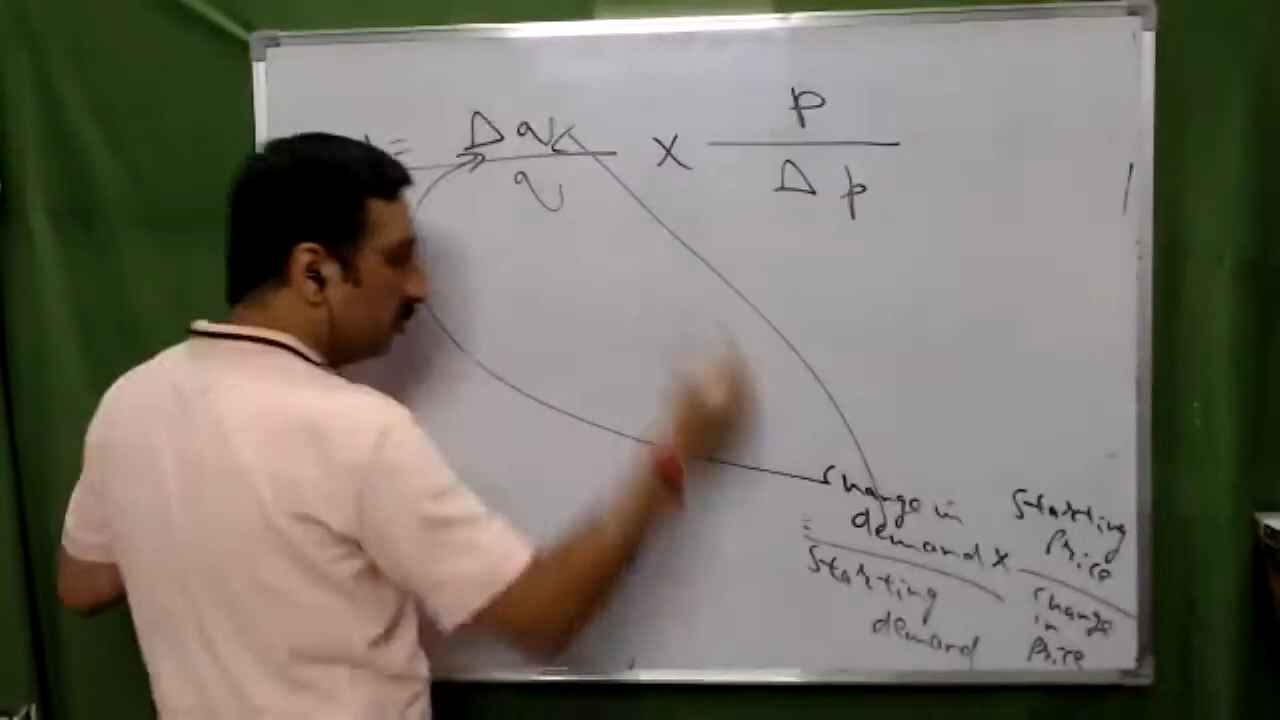 = Δq / q × p / Δp
= Change in demand / Starting demand × Starting Price / Change in Price